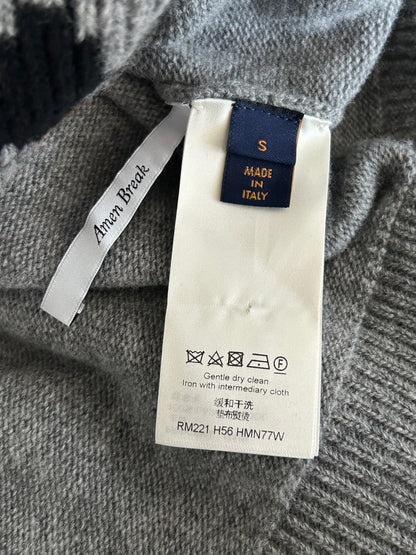 Amen Break
S
MADE
IN
ITALY
Gentle dry clean
Iron with intermediary cloth
缓和干洗
垫布熨烫
RM221 H56 HMN77W